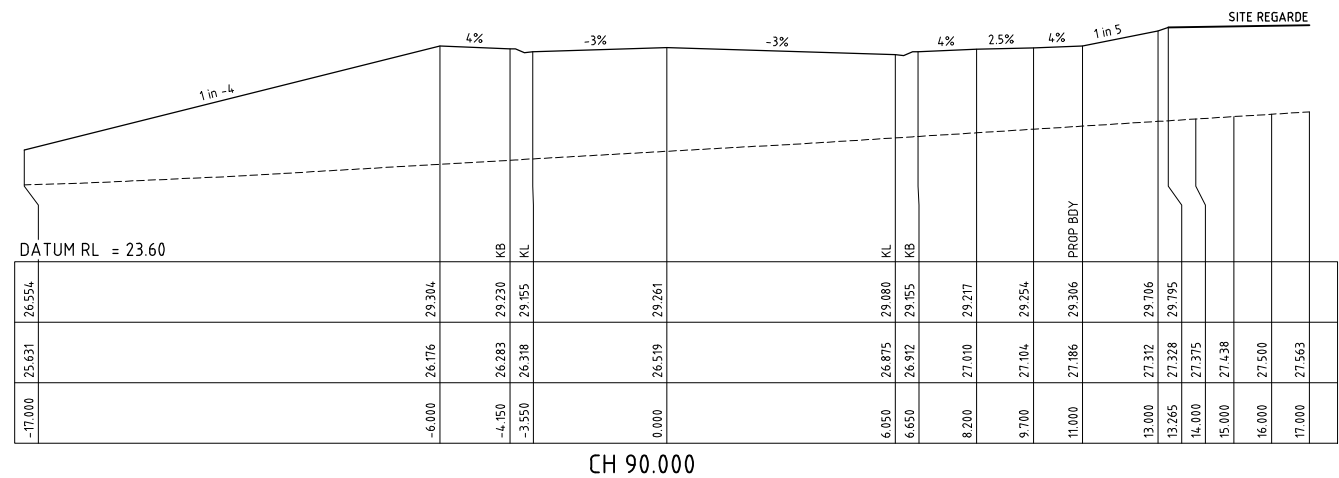 SITE REGARDE
1 in -4
4%
-3%
-3%
4%
2.5%
4%
1 in 5
DATUM RL = 23.60
KB
KL
KL
KB
PROP BDY
26.554 29.304 29.230 29.155 29.261 29.080 29.155 29.217 29.254 29.306 29.706 29.795
25.631 26.176 26.283 26.318 26.519 26.875 26.912 27.010 27.104 27.186 27.312 27.328 27.375 27.438 27.500 27.563
-17.000 -6.000 -4.150 -3.550 0.000 6.050 6.650 8.200 9.700 11.000 13.000 13.265 14.000 15.000 16.000 17.000
CH 90.000